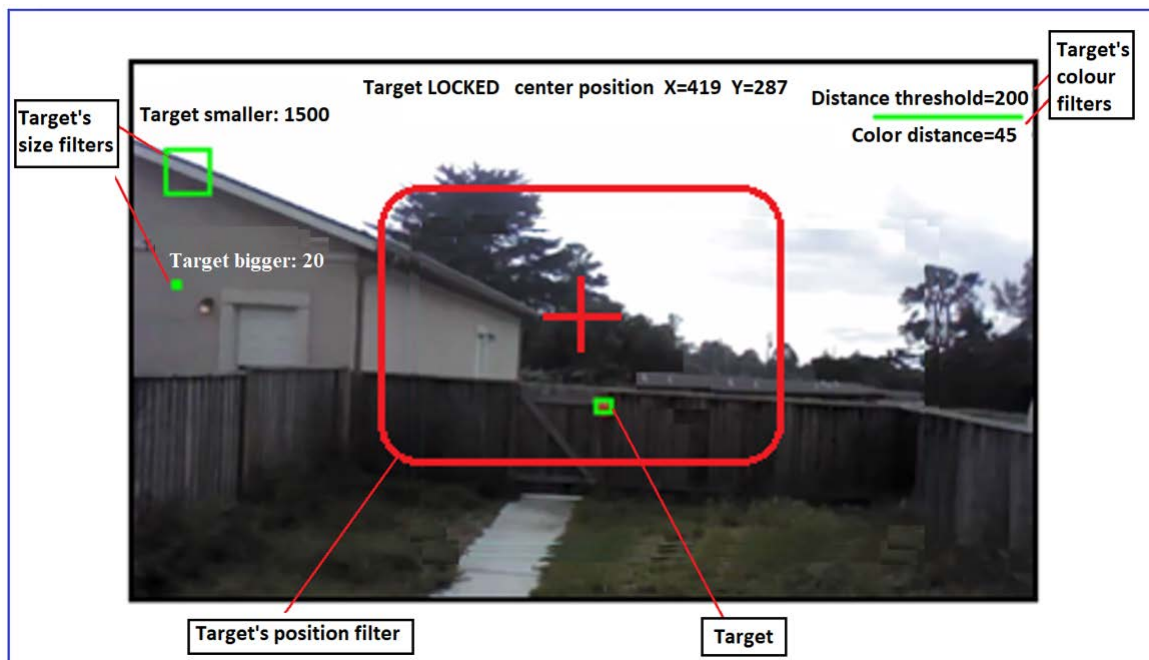 Target's
colour
filters
Target LOCKED center position X=419 Y=287
Distance threshold=200
Target smaller: 1500
Target's
size filters
Color distance=45
Target bigger: 20
Target's position filter
Target